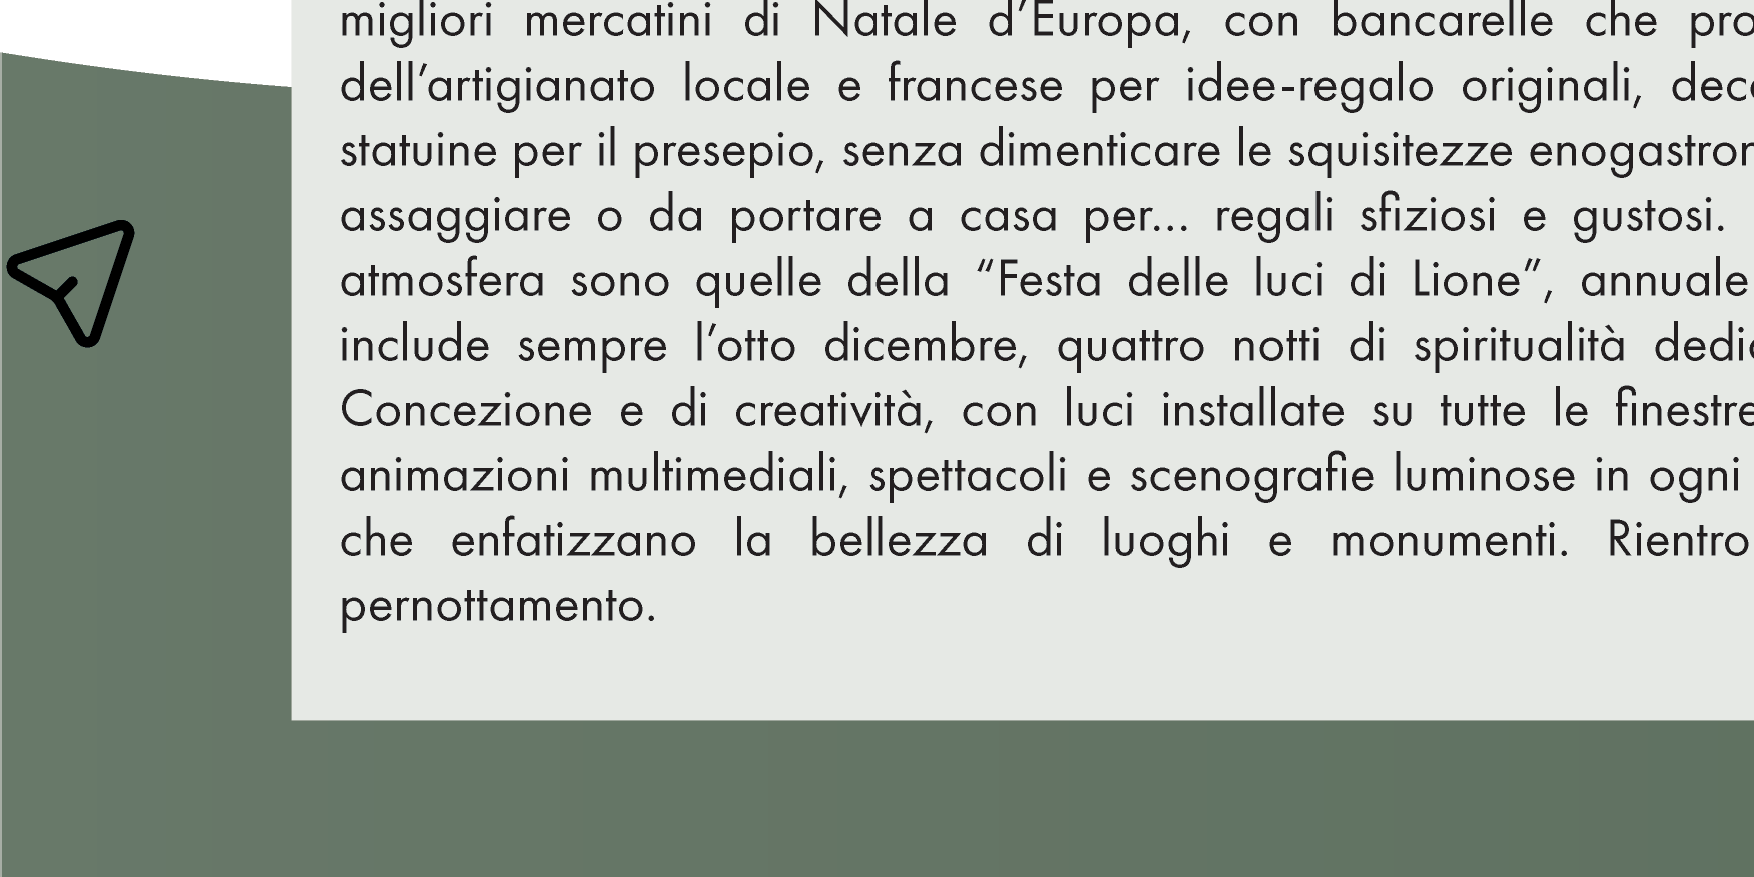 migliori mercatini di Natale d’Europa, con bancarelle che pro
dell’artigianato locale e francese per idee-regalo originali, deco
statuine per il presepio, senza dimenticare le squisitezze enogastron
assaggiare o da portare a casa per... regali sfiziosi e gustosi.
atmosfera sono quelle della “Festa delle luci di Lione”, annuale
include sempre l’otto dicembre, quattro notti di spiritualità dedic
Concezione e di creatività, con luci installate su tutte le finestre
animazioni multimediali, spettacoli e scenografie luminose in ogni
che enfatizzano la bellezza di luoghi e monumenti. Rientro
pernottamento.